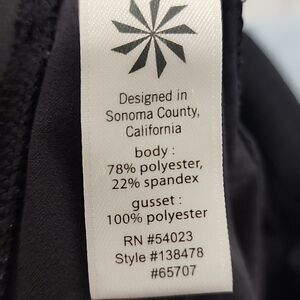 Designed in
Sonoma County,
California
body :
78% polyester,
22% spandex
gusset :
100% polyester
RN #54023
Style #138478
#65707